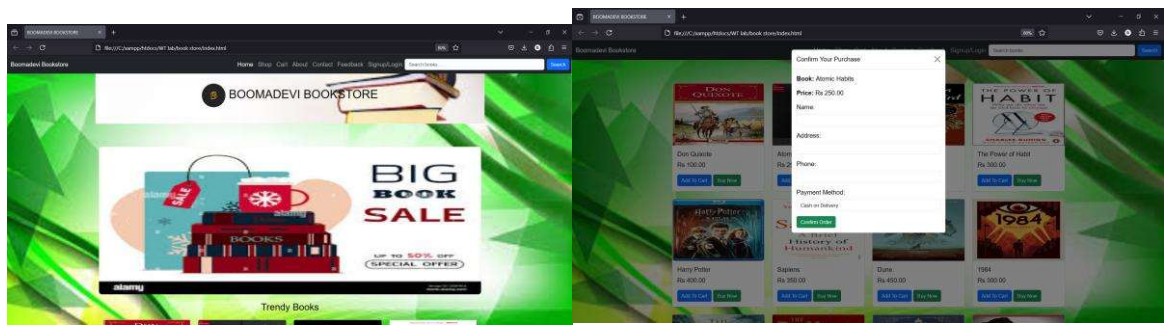 BOOMADEVI BOOKSTORE
file:///C:/xampp/htdocs/WT lab/book store/index.html
80%
Boomadevi Bookstore
Home Shop Cart About Contact Feedback Signup/Login
Search books
Search
BOOMADEVI BOOKSTORE
BIG
BOOK
SALE
SALE
BOOKS
UP TO 50% OFF
SPECIAL OFFER
alamy
Trendy Books
BOOMADEVI BOOKSTORE
file:///C:/xampp/htdocs/WT lab/book store/index.html
80%
Boomadevi Bookstore
Signup/Login
Search books
Search
Confirm Your Purchase
Book: Atomic Habits
Price: Rs 250.00
Name:
Address:
Phone:
Payment Method:
Cash on Delivery
Confirm Order
DON
QUIXOTE
THE POWER OF
HABIT
CHARLES DUHIGG
Don Quixote
Rs 100.00
Add To Cart
Buy Now
The Power of Habit
Rs 300.00
Add To Cart
Buy Now
Harry Potter
A Brief
History of
Humankind
1984
Harry Potter
Rs 400.00
Add To Cart
Buy Now
Sapiens
Rs 350.00
Add To Cart
Buy Now
Dune
Rs 450.00
Add To Cart
Buy Now
1984
Rs 300.00
Add To Cart
Buy Now